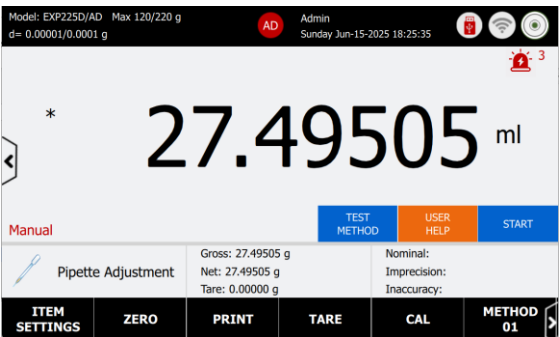 Model: EXP225D/AD Max 120/220 g
d= 0.00001/0.0001 g
AD
Admin
Sunday Jun-15-2025 18:25:35
3
*
27.49505 ml
Manual
TEST
METHOD
USER
HELP
START
Pipette Adjustment
Gross: 27.49505 g
Net: 27.49505 g
Tare: 0.00000 g
Nominal:
Imprecision:
Inaccuracy:
ITEM
SETTINGS
ZERO
PRINT
TARE
CAL
METHOD
01